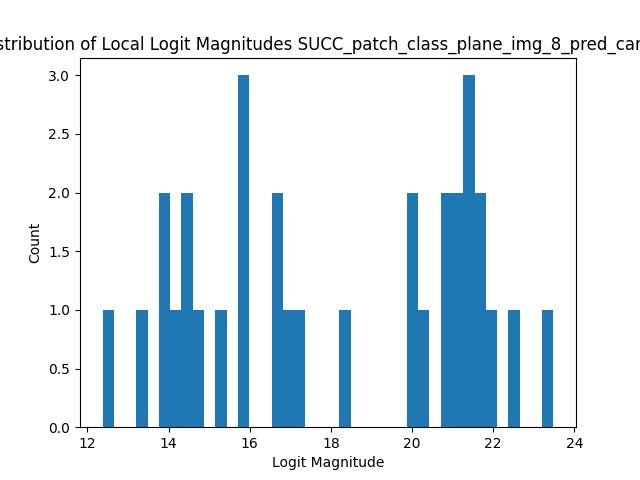 stribution of Local Logit Magnitudes SUCC_patch_class_plane_img_8_pred_car
3.0
2.5
2.0
1.5
1.0
0.5
0.0
Count
12 14 16 18 20 22 24
Logit Magnitude